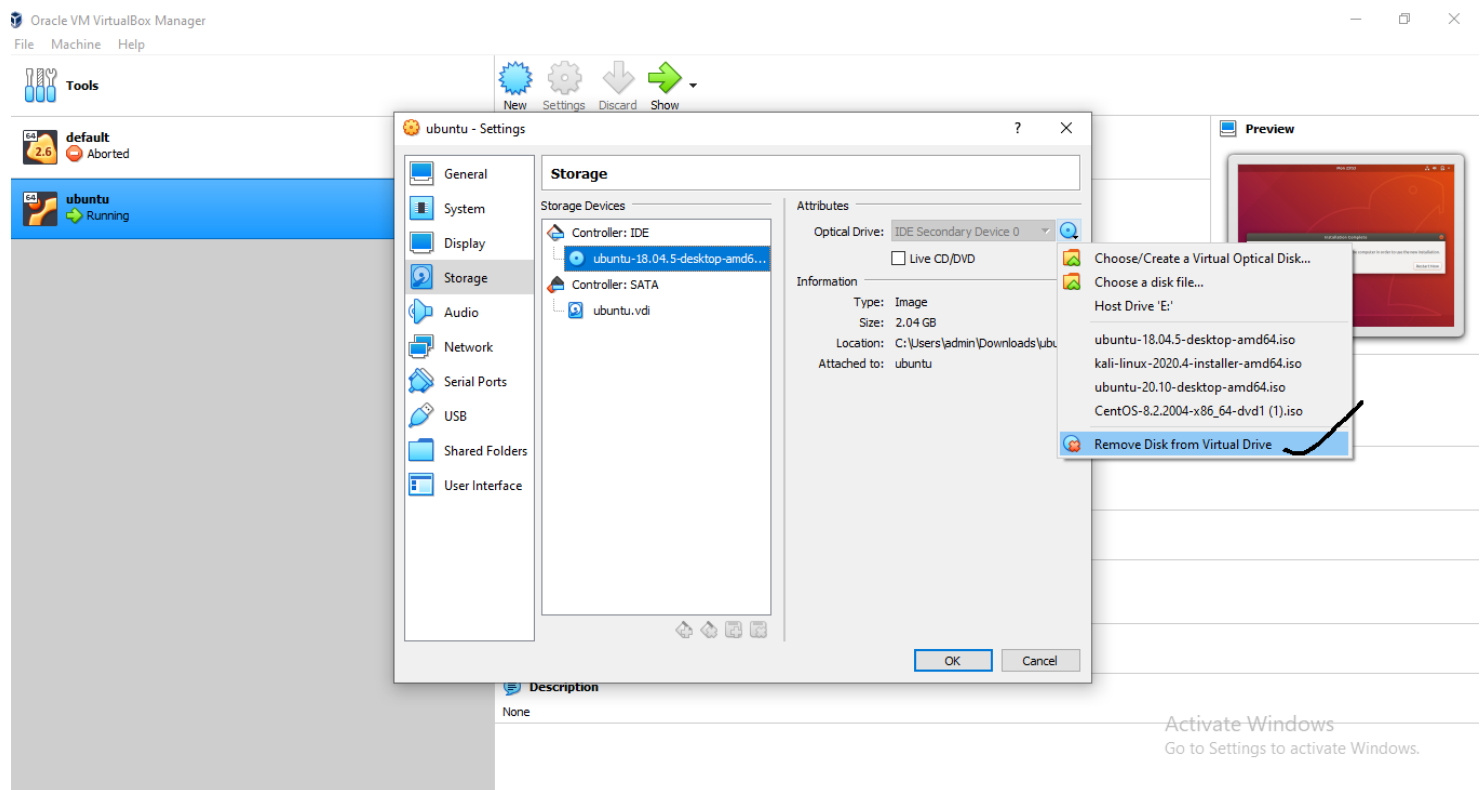 Oracle VM VirtualBox Manager
File Machine Help
Tools
New Settings Discard Show
64
2.6
default
Aborted
64
ubuntu
Running
ubuntu - Settings
?
General
System
Display
Storage
Audio
Network
Serial Ports
USB
Shared Folders
User Interface
Storage
Storage Devices
Controller: IDE
ubuntu-18.04.5-desktop-amd6...
Controller: SATA
ubuntu.vdi
Attributes
Optical Drive: IDE Secondary Device 0
Live CD/DVD
Information
Type: Image
Size: 2.04 GB
Location: C:\Users\admin\Downloads\ubu
Attached to: ubuntu
OK Cancel
Choose/Create a Virtual Optical Disk...
Choose a disk file...
Host Drive 'E:'
ubuntu-18.04.5-desktop-amd64.iso
kali-linux-2020.4-installer-amd64.iso
ubuntu-20.10-desktop-amd64.iso
CentOS-8.2.2004-x86_64-dvd1 (1).iso
Remove Disk from Virtual Drive
Preview
Description
None
Activate Windows
Go to Settings to activate Windows.